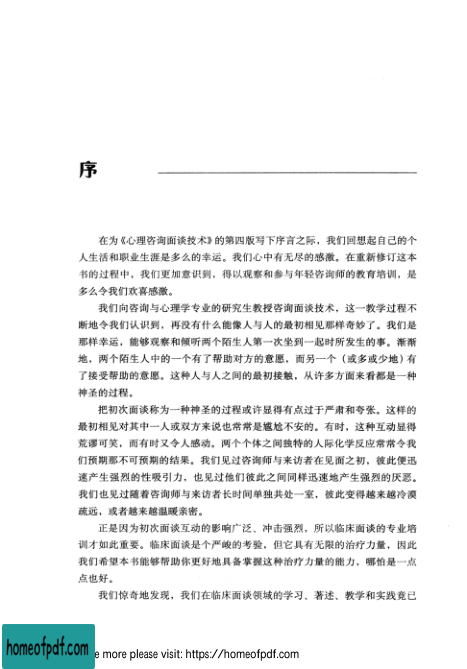 序
在为《心理咨询面谈技术》的第四版写下序言之际，我们回想起自己的个
人生活和职业生涯是多么的幸运。我们心中有无尽的感激。在重新修订这本
书的过程中，我们更加意识到，得以观察和参与年轻咨询师的教育培训，是
多么令我们欢喜感激。
我们向咨询与心理学专业的研究生教授咨询面谈技术，这一教学过程不
断地令我们认识到，再没有什么能像人与人的最初相见那样奇妙了。我们是
那样幸运，能够观察和倾听两个陌生人第一次坐到一起时所发生的事。渐渐
地，两个陌生人中的一个有了帮助对方的意愿，而另一个（或多或少地）有
了接受帮助的意愿。这种人与人之间的最初接触，从许多方面来看都是一种
神圣的过程。
把初次面谈称为一种神圣的过程或许显得有点过于严肃和夸张。这样的
最初相见对其中一人或双方来说也常常是尴尬不安的。有时，这种互动显得
荒谬可笑，而有时又令人感动。两个个体之间独特的人际化学反应常常令我
们预期那不可预期的结果。我们见过咨询师与来访者在见面之初，彼此便迅
速产生强烈的性吸引力，也见过他们彼此之间同样迅速地产生强烈的厌恶。
我们也见过随着咨询师与来访者长时间单独共处一室，彼此变得越来越冷漠
疏远，或者越来越温暖亲密。
正是因为初次面谈互动的影响广泛、冲击强烈，所以临床面谈的专业培
训才如此重要。临床面谈是个严峻的考验，但它具有无限的治疗力量，因此
我们希望本书能够帮助你更好地具备掌握这种治疗力量的能力，哪怕是一点
点也好。
我们惊奇地发现，我们在临床面谈领域的学习、著述、教学和实践竟已
homeofpdf.com
e more please visit: https://homeofpdf.com